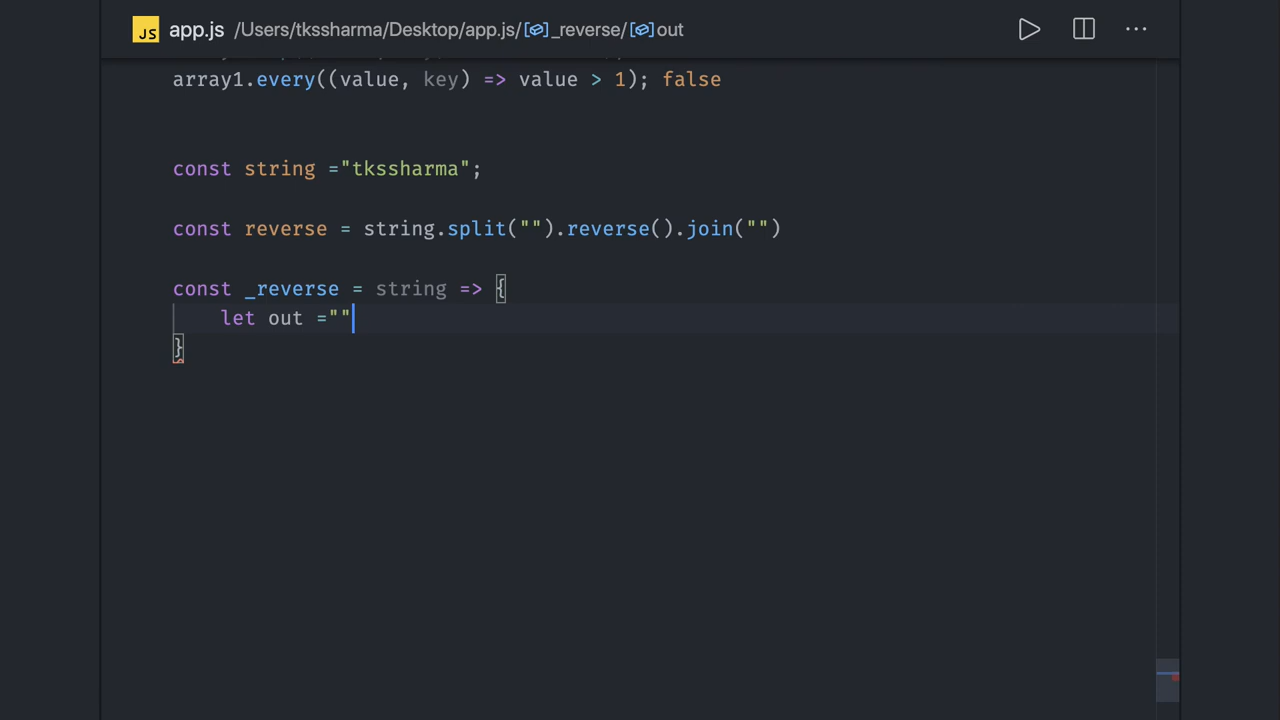 JS app.js /Users/tkssharma/Desktop/app.js/_reverse/out
array1.every((value, key) => value > 1); false
const string ="tkssharma";
const reverse = string.split("").reverse().join("")
const _reverse = string => {
let out =""
}